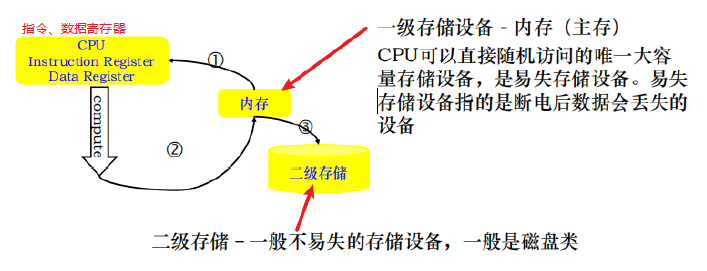 指令、数据寄存器
CPU
Instruction Register
Data Register
compute
①
②
③
内存
二级存储
一级存储设备 - 内存（主存）
CPU可以直接随机访问的唯一大容
量存储设备，是易失存储设备。易失
存储设备指的是断电后数据会丢失的
设备
二级存储 - 一般不易失的存储设备，一般是磁盘类